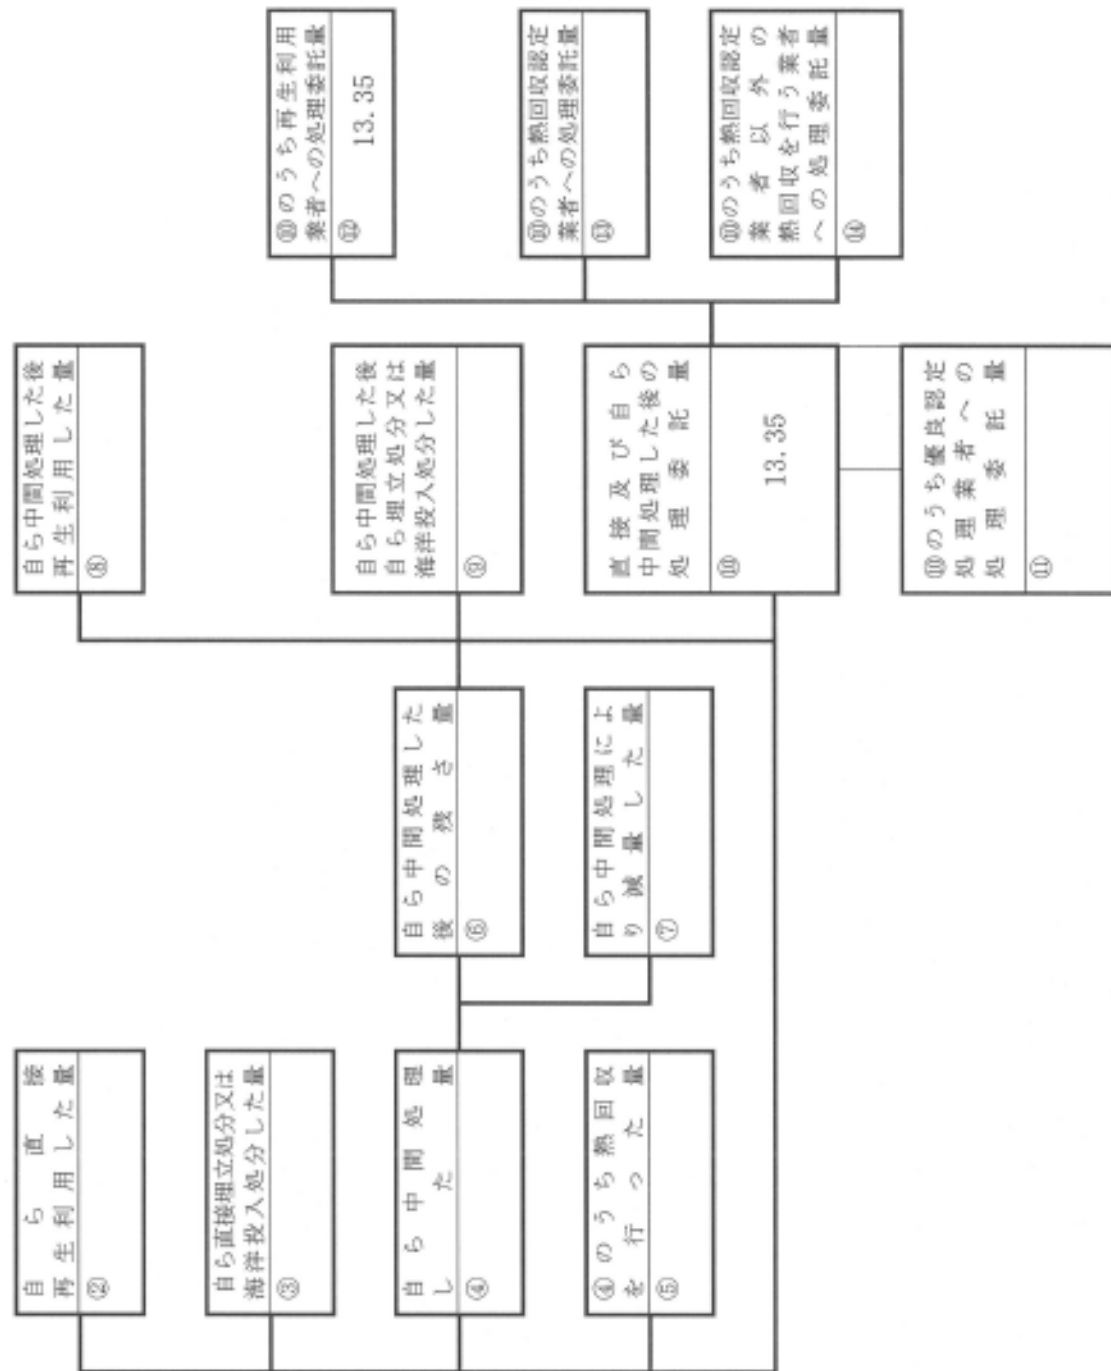 自ら直接
再生利用した量
②
自ら直接埋立処分又は
海洋投入処分した量
③
自ら中間処理
した量
④
④のうち熱回収
を行った量
⑤
自ら中間処理した
後の残さ量
⑥
自ら中間処理によ
り減量した量
⑦
自ら中間処理した後
再生利用した量
⑧
自ら中間処理した後
自ら埋立処分又は
海洋投入処分した量
⑨
直接及び自ら
中間処理した後の
処理委託量
⑩
13.35
⑩のうち優良認定
処理業者への
処理委託量
⑪
⑩のうち再生利用
業者への処理委託量
⑫
13.35
⑩のうち熱回収認定
業者への処理委託量
⑬
⑩のうち熱回収認定
業者以外の
熱回収を行う業者
への処理委託量
⑭